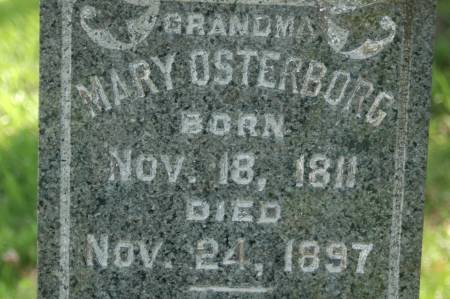 GRANDMA
MARY OSTERBORG
BORN
NOV. 18, 1811
DIED
NOV. 24, 1897